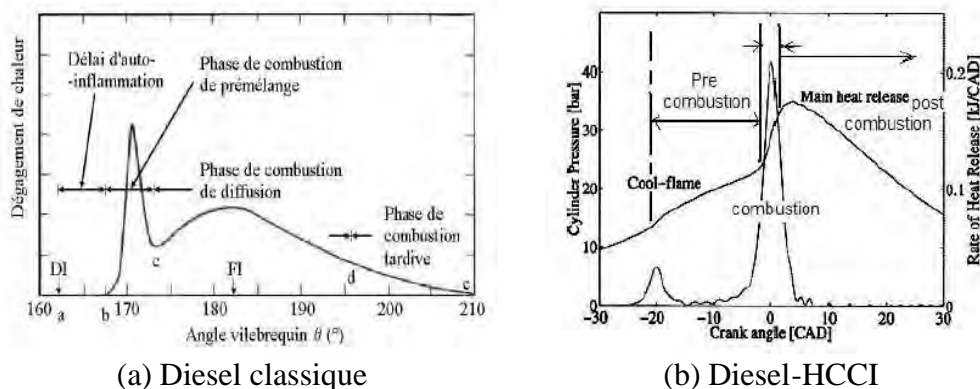 Dégagement de chaleur
Délai d'auto-
-inflammation
Phase de combustion
de prémélange
Phase de combustion
de diffusion
Phase de
combustion
tardive
DI
FI
c
d
e
160
170
180
190
200
210
a
b
Angle vilebrequin θ (°)
(a) Diesel classique
Cylinder Pressure [bar]
40
30
20
10
0
Pre
combustion
Cool-flame
combustion
Main heat release
post
combustion
0.2
0.1
0
Rate of Heat Release [kJ/CAD]
-30
-20
-10
0
10
20
30
Crank angle [CAD]
(b) Diesel-HCCI